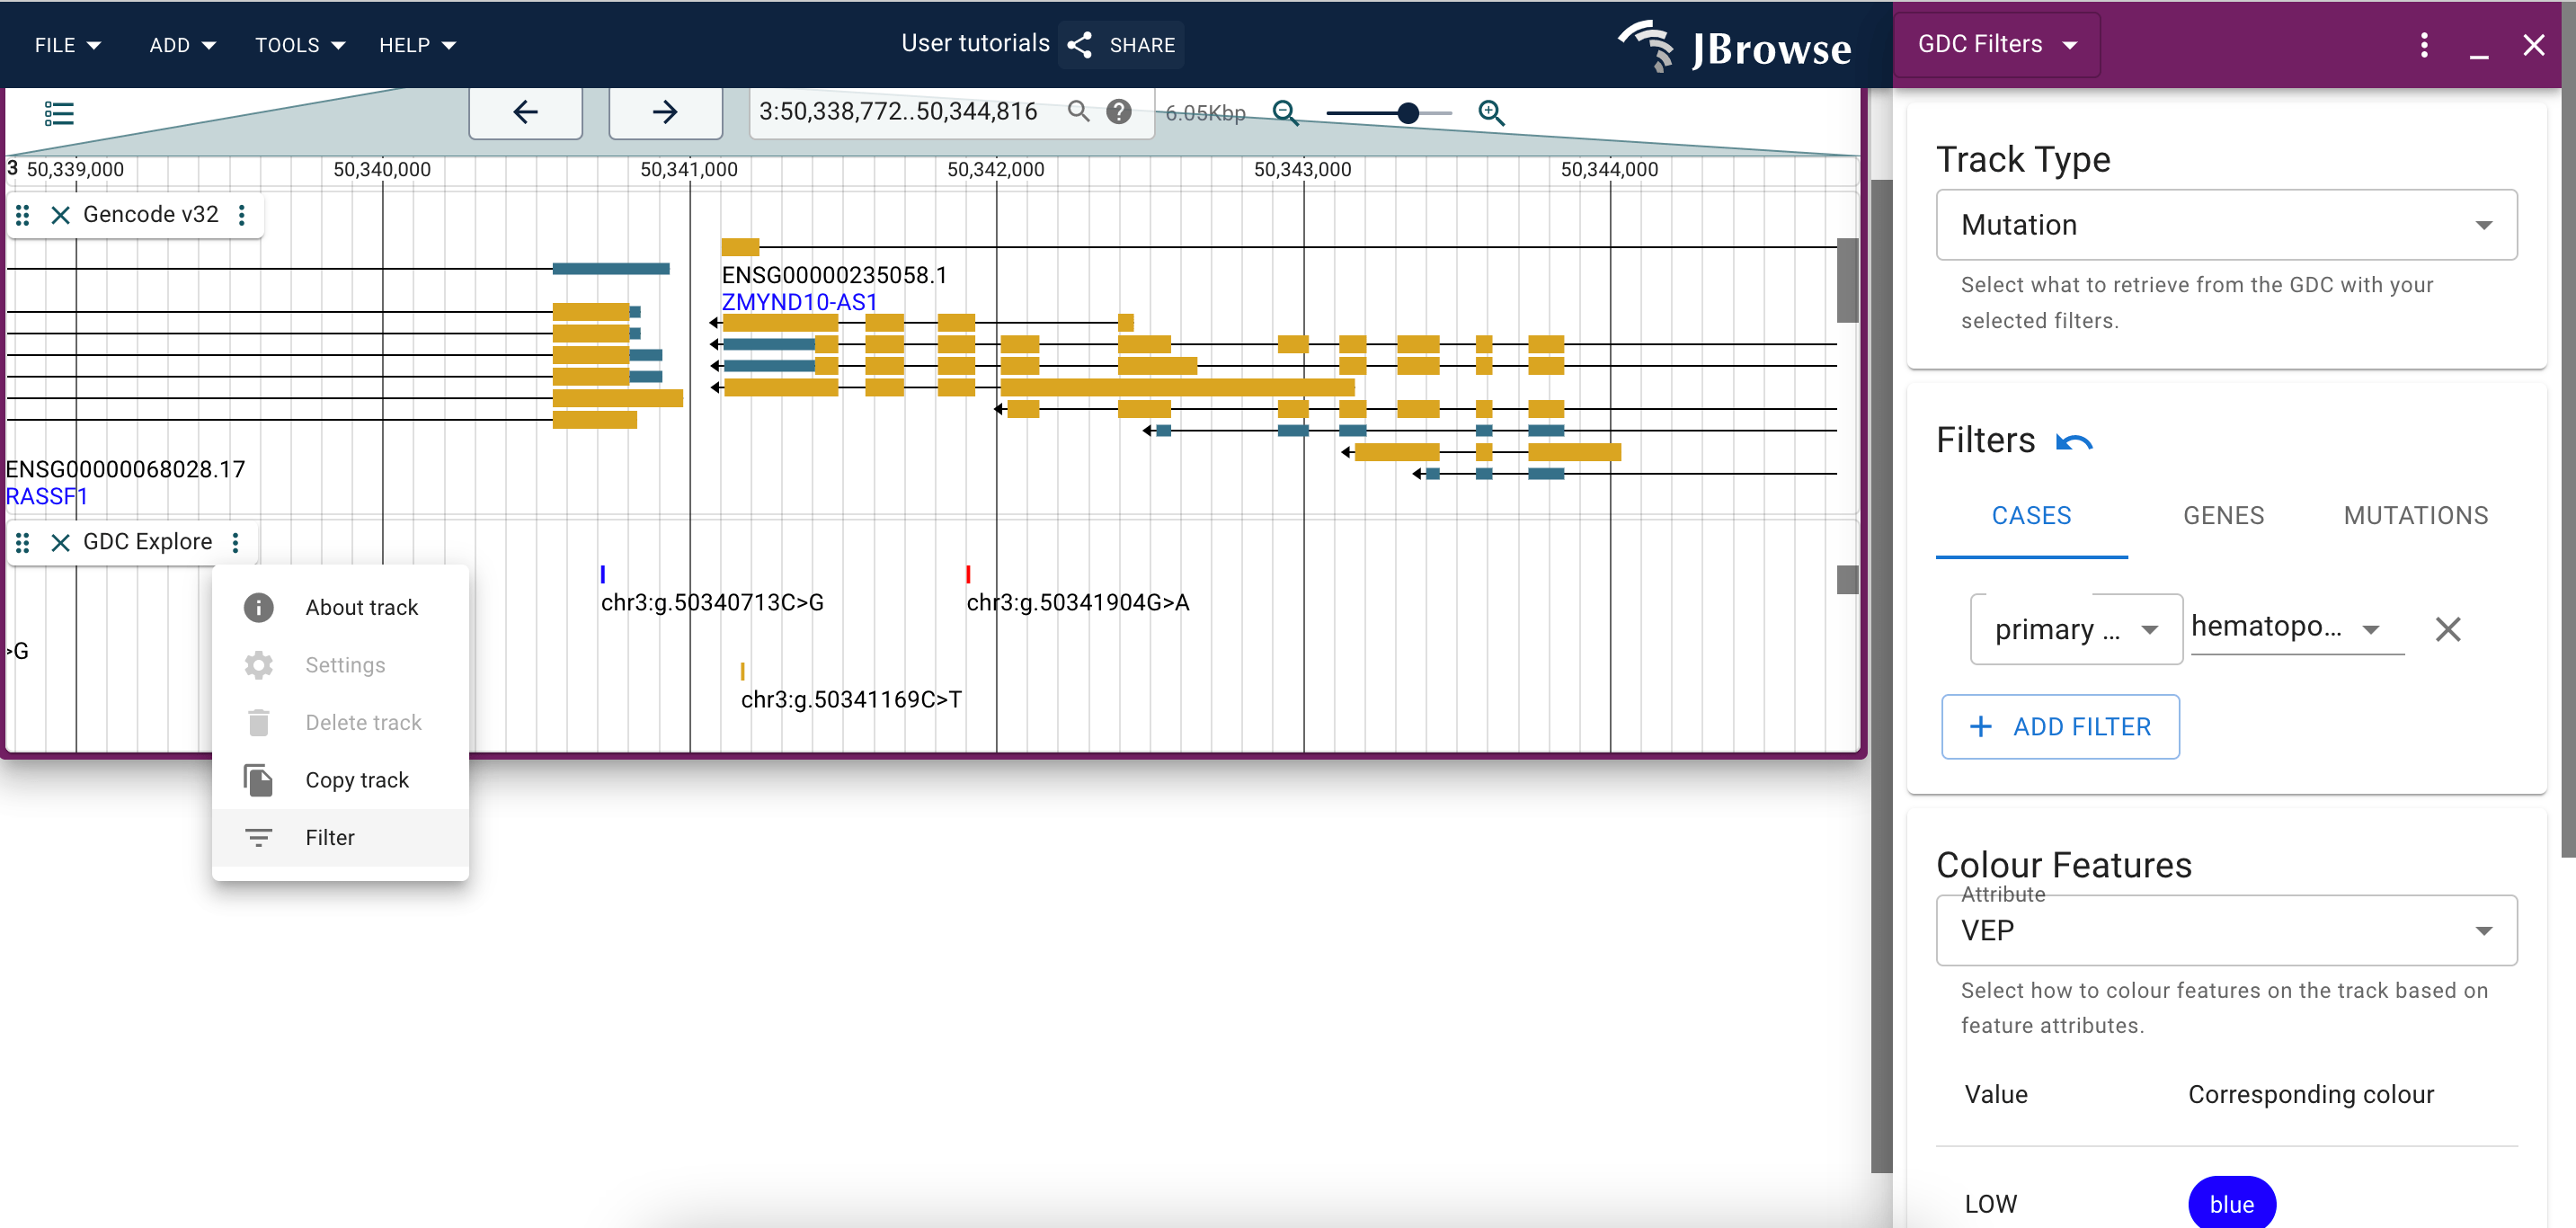 FILE ADD TOOLS HELP User tutorials SHARE JBrowse GDC Filters
3:50,338,772..50,344,816 6.05Kbp
3 50,339,000 50,340,000 50,341,000 50,342,000 50,343,000 50,344,000
Gencode v32
ENSG00000235058.1
ZMYND10-AS1
ENSG00000068028.17
RASSF1
GDC Explore
chr3:g.50340713C>G chr3:g.50341904G>A
>G
chr3:g.50341169C>T
About track
Settings
Delete track
Copy track
Filter
Track Type
Mutation
Select what to retrieve from the GDC with your
selected filters.
Filters
CASES GENES MUTATIONS
primary ... hematopo...
ADD FILTER
Colour Features
Attribute
VEP
Select how to colour features on the track based on
feature attributes.
Value Corresponding colour
LOW blue